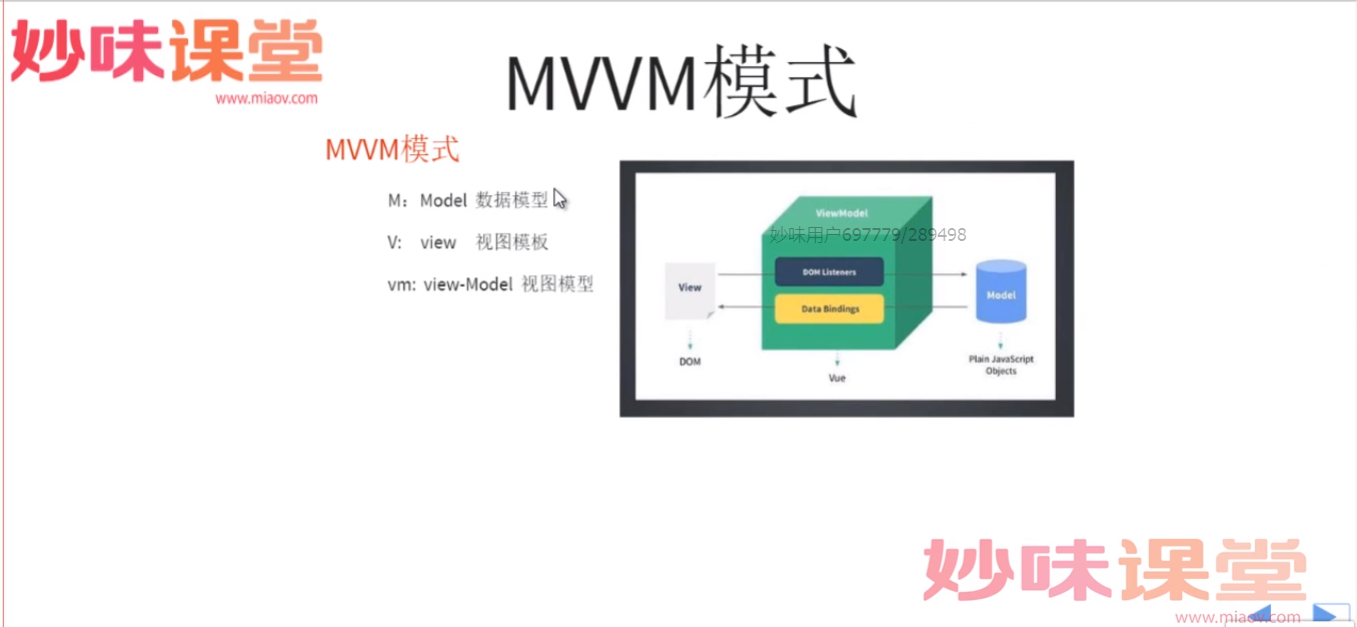 妙味课堂
www.miaov.com
MVVM模式
MVVM模式
M: Model 数据模型
V: view 视图模板
vm: view-Model 视图模型
ViewModel
妙味用户697779/289498
DOM Listeners
View
Model
Data Bindings
DOM
Vue
Plain JavaScript
Objects
妙味课堂
www.miaov.com